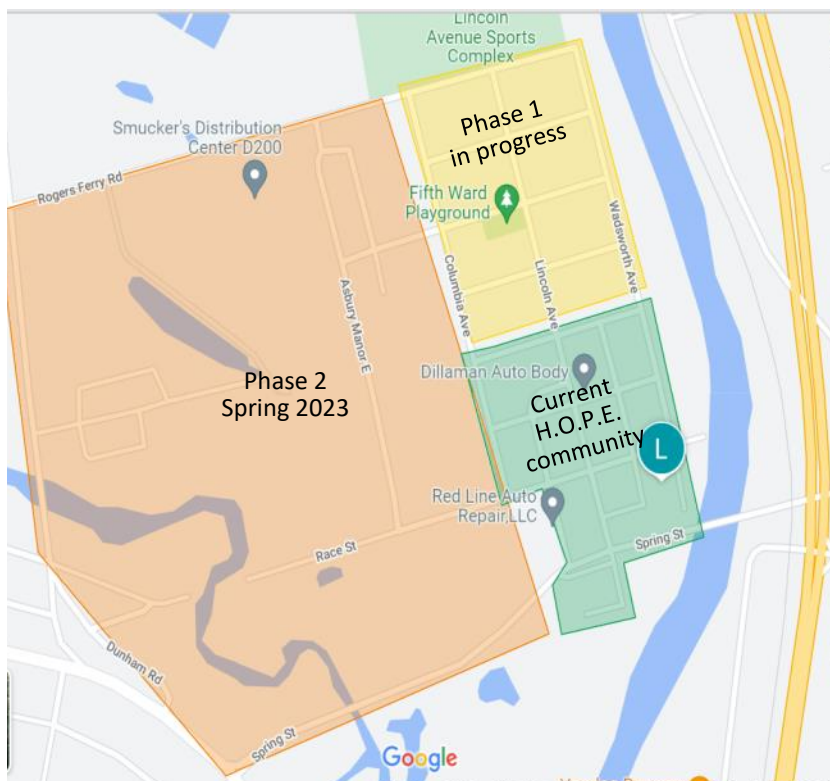 Lincoln
Avenue Sports
Complex
Phase 1
in progress
Smucker's Distribution
Center D200
Rogers Ferry Rd
Fifth Ward
Playground
Wadsworth Ave
Columbia Ave
Lincoln Ave
Asbury Manor E
Dillaman Auto Body
Phase 2
Spring 2023
Current
H.O.P.E.
community
L
Red Line Auto
Repair,LLC
Spring St
Race St
Dunham Rd
Spring St
Google